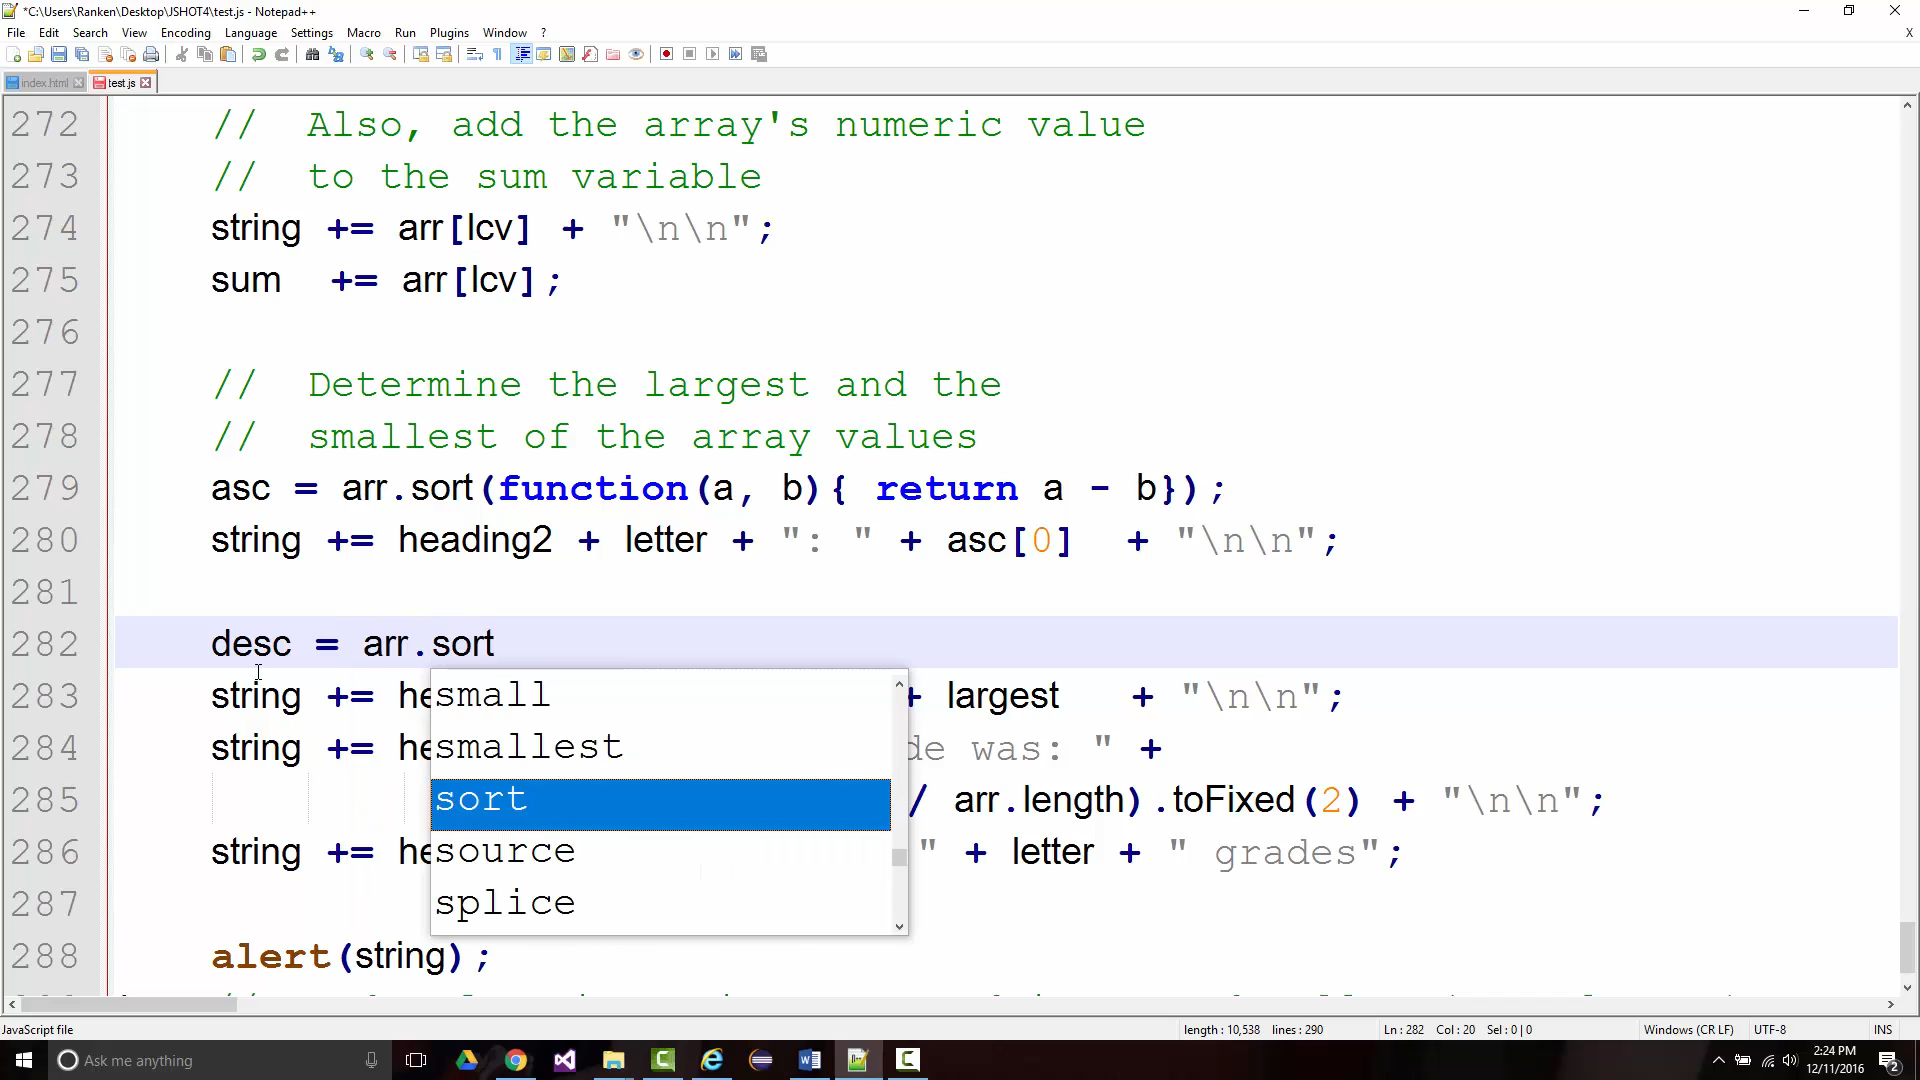 *C:\Users\Ranken\Desktop\JSHOT4\test.js - Notepad++
File Edit Search View Encoding Language Settings Macro Run Plugins Window ? X
index.html test.js
272 // Also, add the array's numeric value
273 // to the sum variable
274 string += arr[lcv] + "\n\n";
275 sum += arr[lcv];
276
277 // Determine the largest and the
278 // smallest of the array values
279 asc = arr.sort(function(a, b){ return a - b});
280 string += heading2 + letter + ": " + asc[0] + "\n\n";
281
282 desc = arr.sort
283 string += he + largest + "\n\n";
small
284 string += he de was: " +
smallest
285 / arr.length).toFixed(2) + "\n\n";
sort
286 string += he " + letter + " grades";
source
287
splice
288 alert(string);
JavaScript file length : 10,538 lines : 290 Ln : 282 Col : 20 Sel : 0 | 0 Windows (CR LF) UTF-8 INS
Ask me anything
2:24 PM
12/11/2016
2